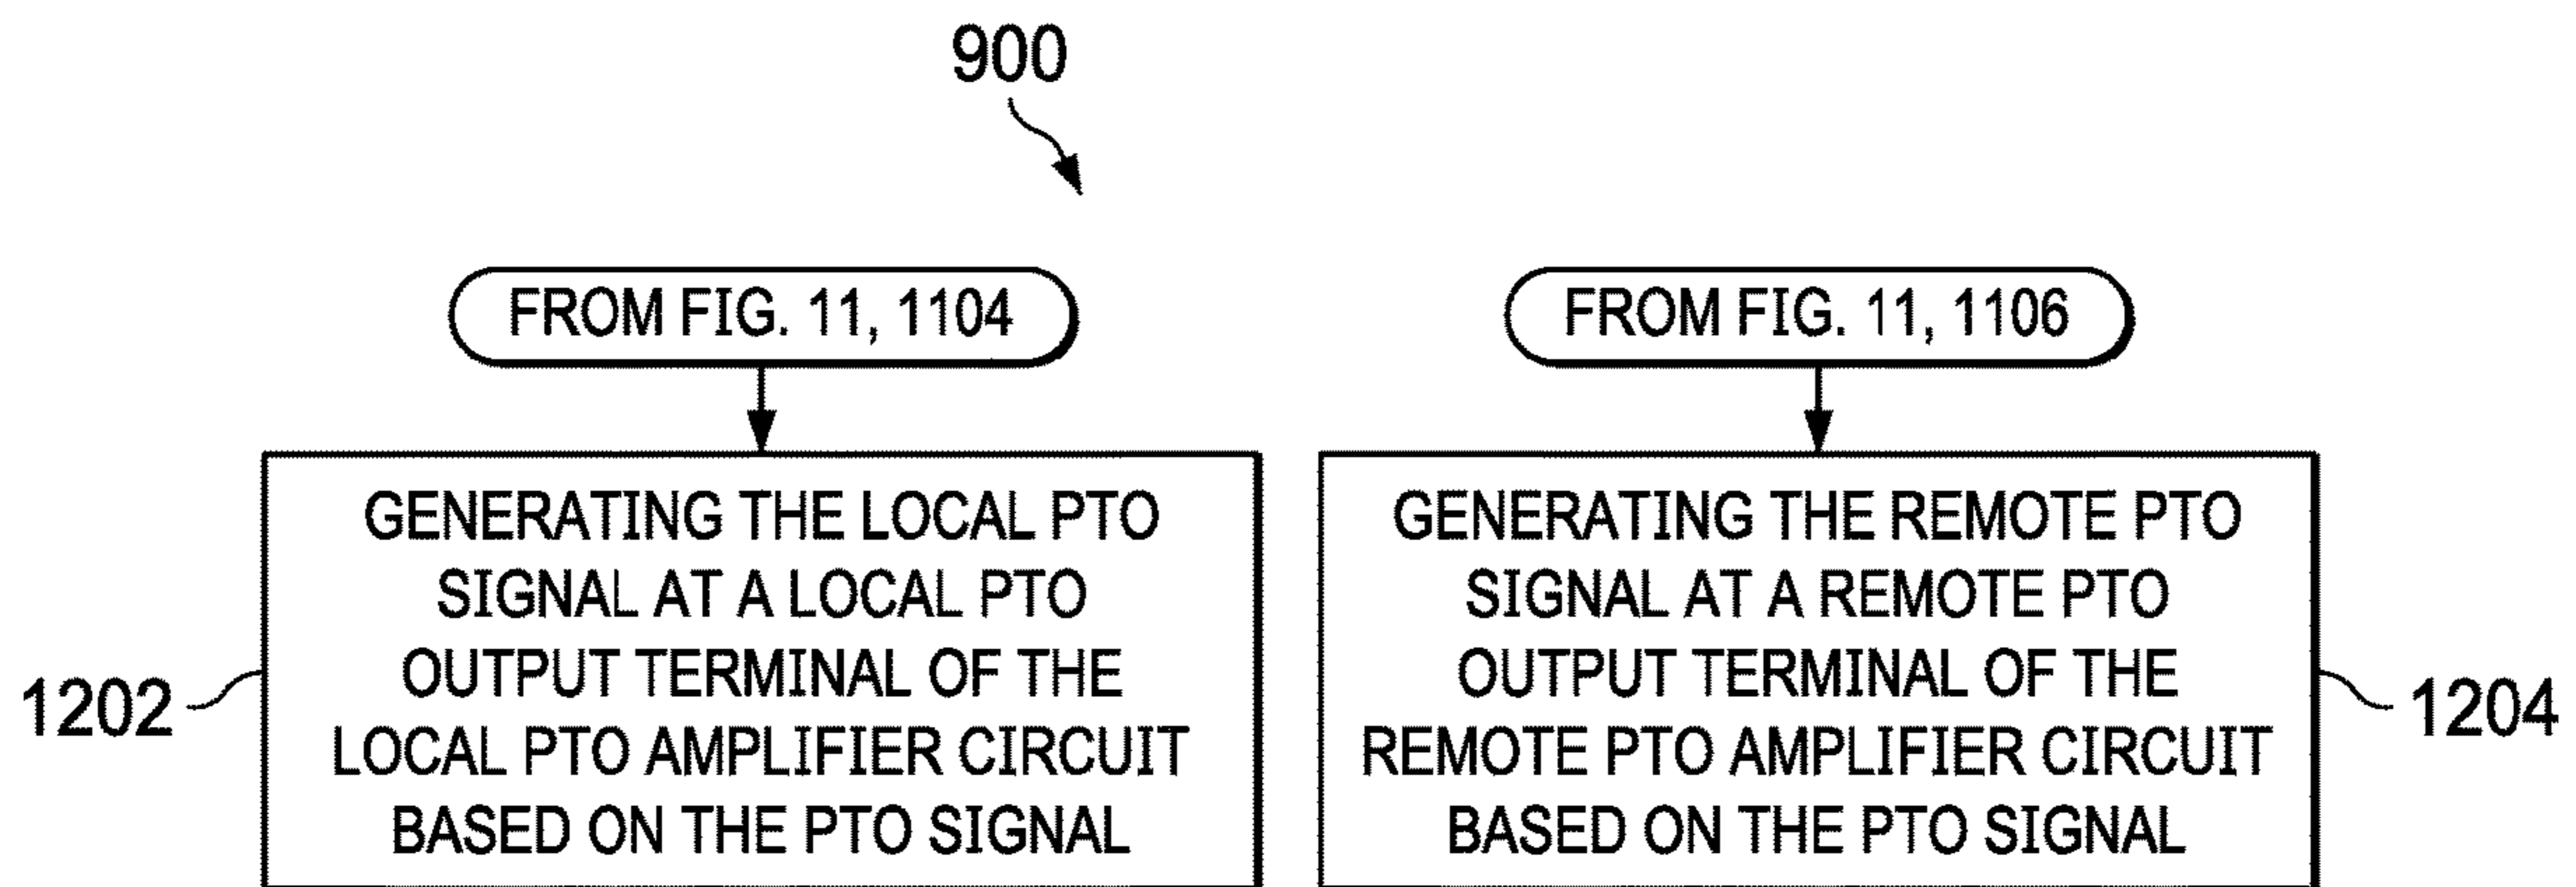 900
FROM FIG. 11, 1104
FROM FIG. 11, 1106
GENERATING THE LOCAL PTO
SIGNAL AT A LOCAL PTO
OUTPUT TERMINAL OF THE
LOCAL PTO AMPLIFIER CIRCUIT
BASED ON THE PTO SIGNAL
1202
GENERATING THE REMOTE PTO
SIGNAL AT A REMOTE PTO
OUTPUT TERMINAL OF THE
REMOTE PTO AMPLIFIER CIRCUIT
BASED ON THE PTO SIGNAL
1204